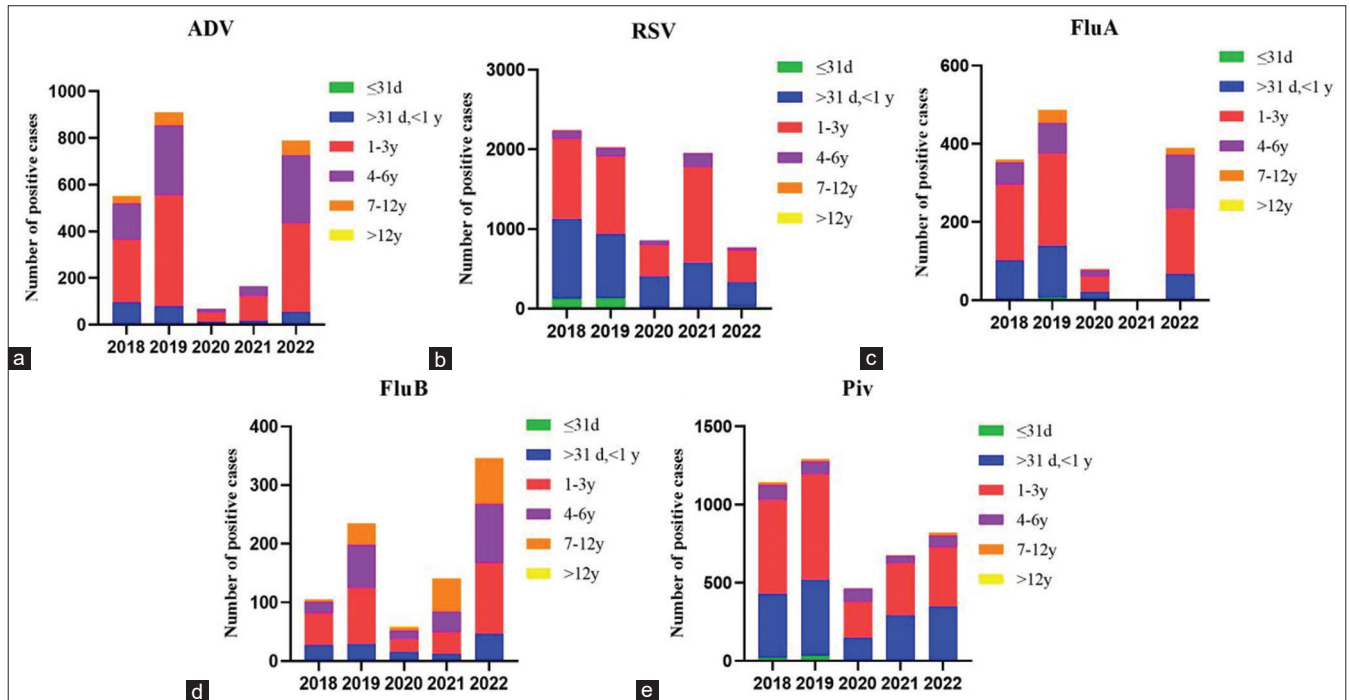 ADV
Number of positive cases
1000
800
600
400
200
0
2018 2019 2020 2021 2022
≤31d
>31 d,<1 y
1-3y
4-6y
7-12y
>12y
a
RSV
Number of positive cases
3000
2000
1000
0
2018 2019 2020 2021 2022
≤31d
>31 d,<1 y
1-3y
4-6y
7-12y
>12y
b
FluA
Number of positive cases
600
400
200
0
2018 2019 2020 2021 2022
≤31d
>31 d,<1 y
1-3y
4-6y
7-12y
>12y
c
FluB
Number of positive cases
400
300
200
100
0
2018 2019 2020 2021 2022
≤31d
>31 d,<1 y
1-3y
4-6y
7-12y
>12y
d
Piv
Number of positive cases
1500
1000
500
0
2018 2019 2020 2021 2022
≤31d
>31 d,<1 y
1-3y
4-6y
7-12y
>12y
e